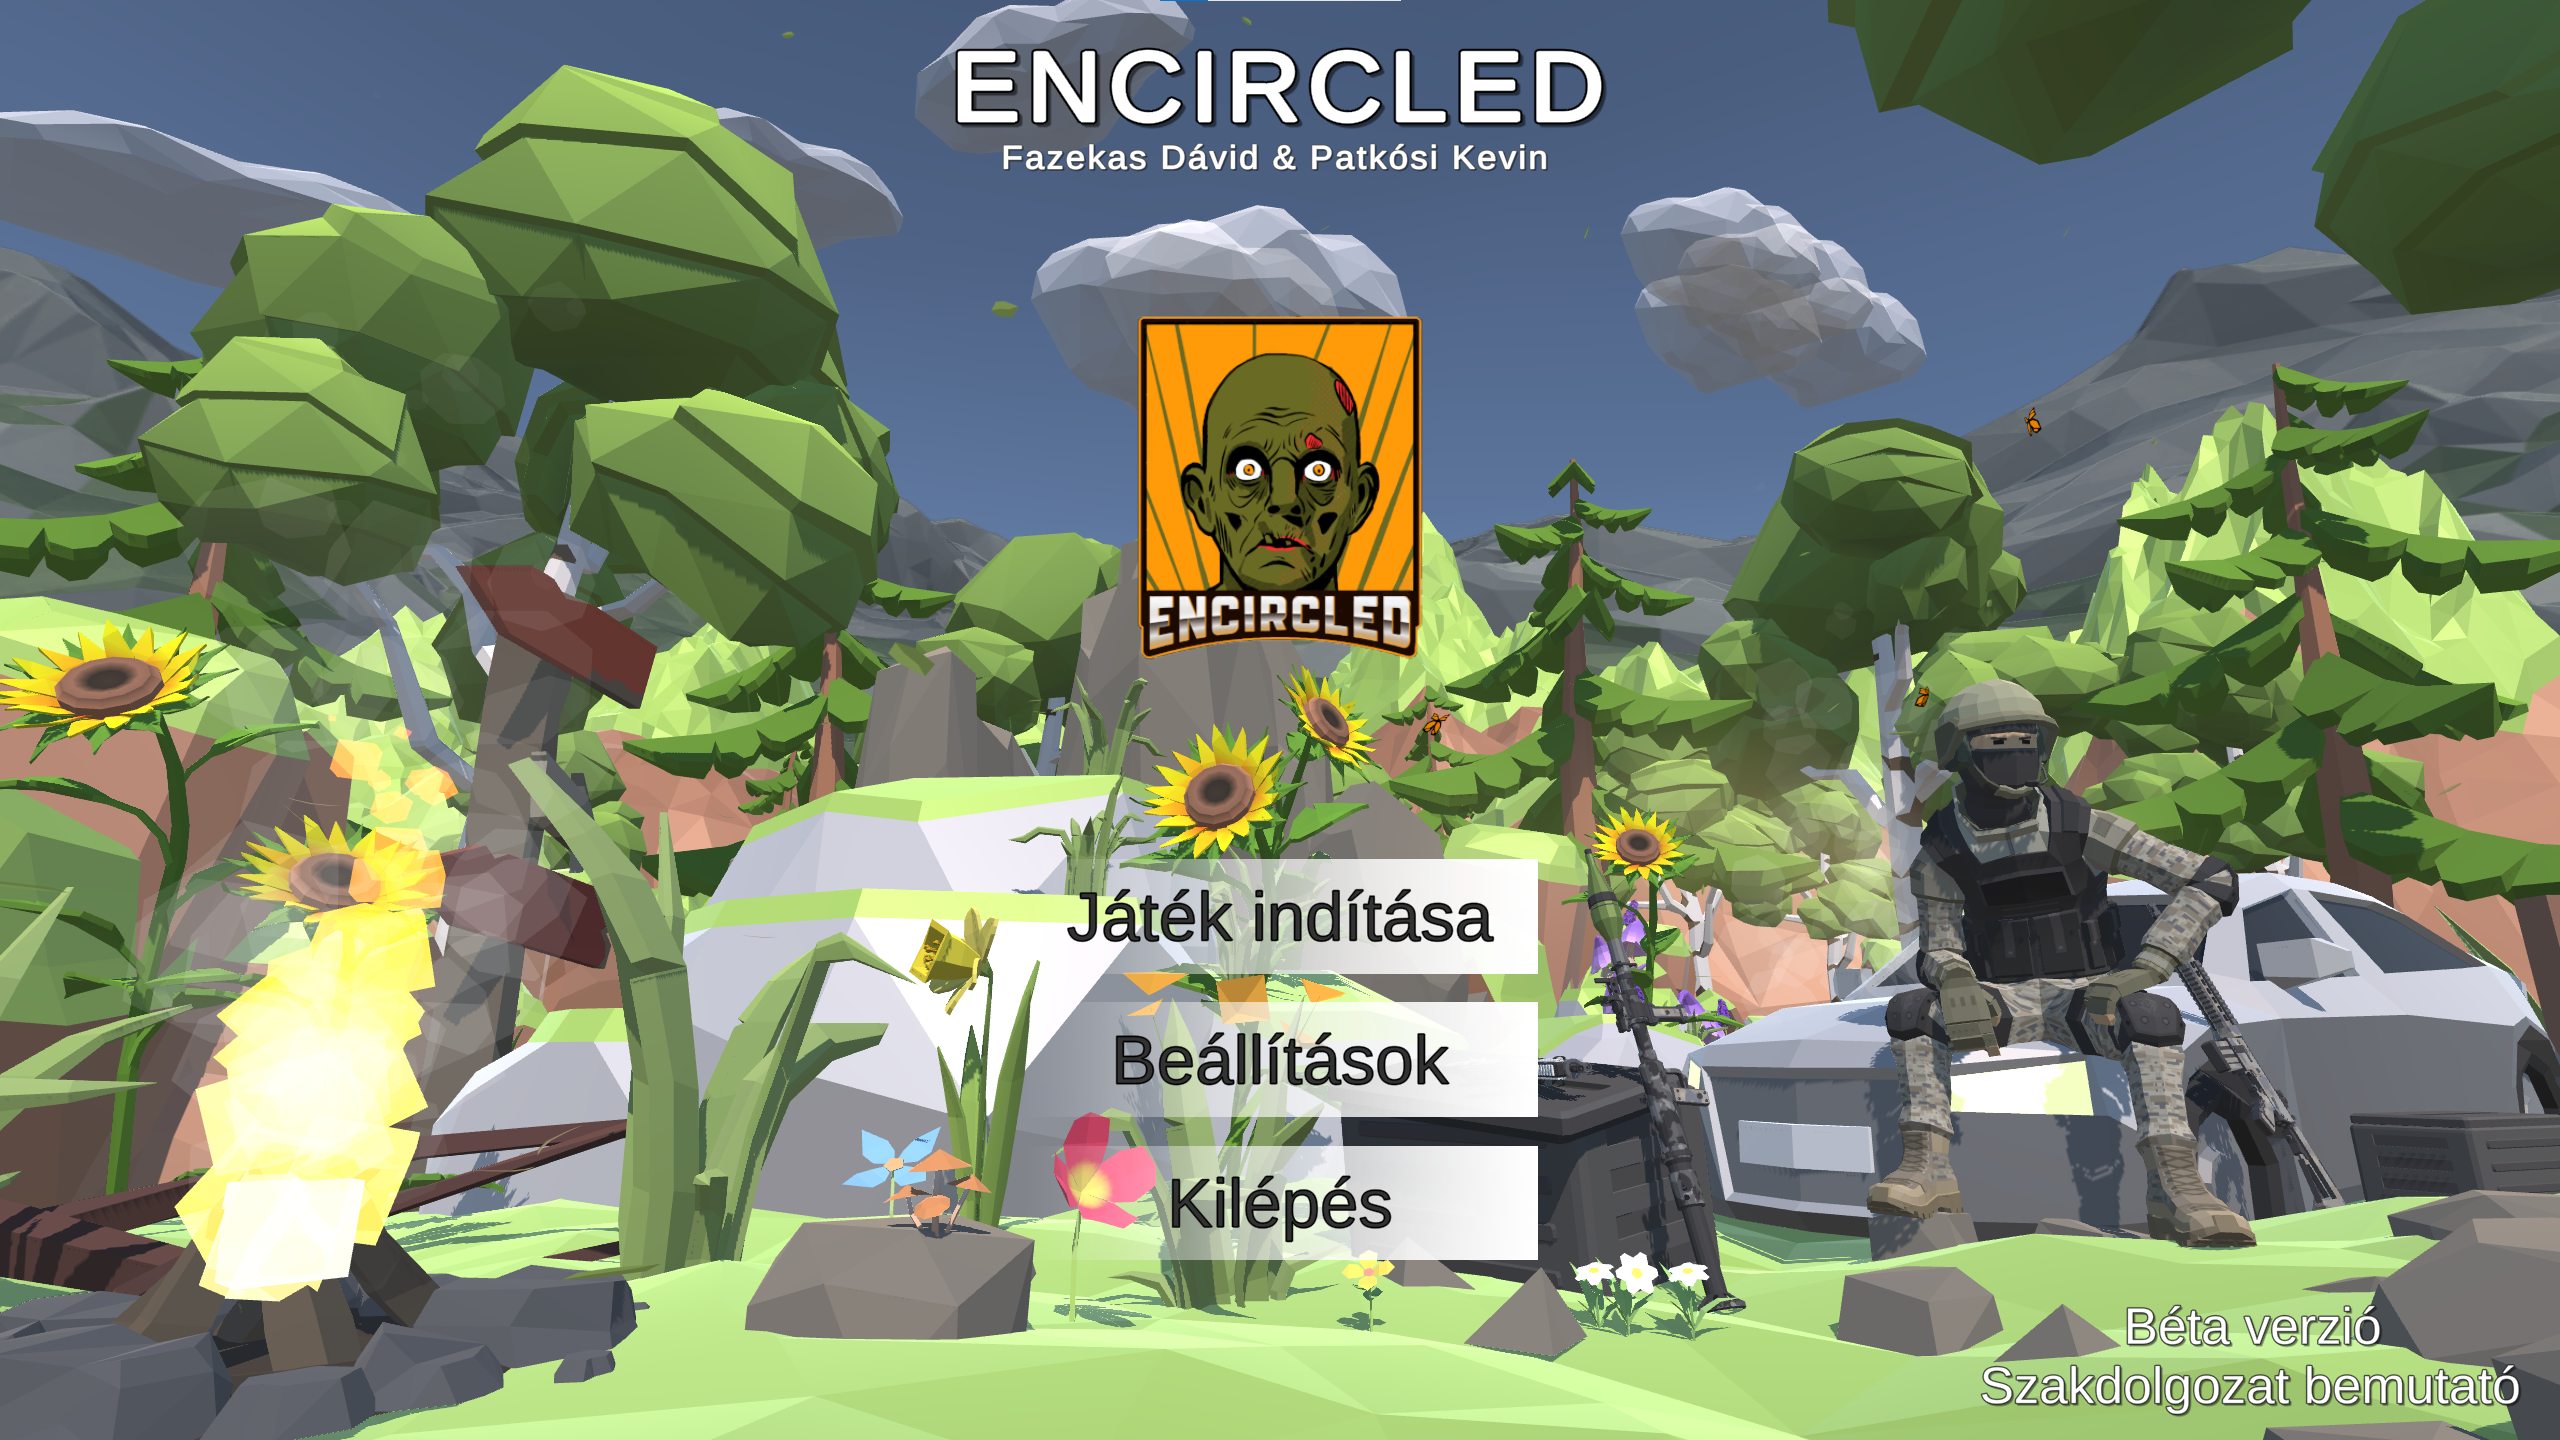 ENCIRCLED
Fazekas Dávid & Patkósi Kevin
ENCIRCLED
Játék indítása
Beállítások
Kilépés
Béta verzió
Szakdolgozat bemutató